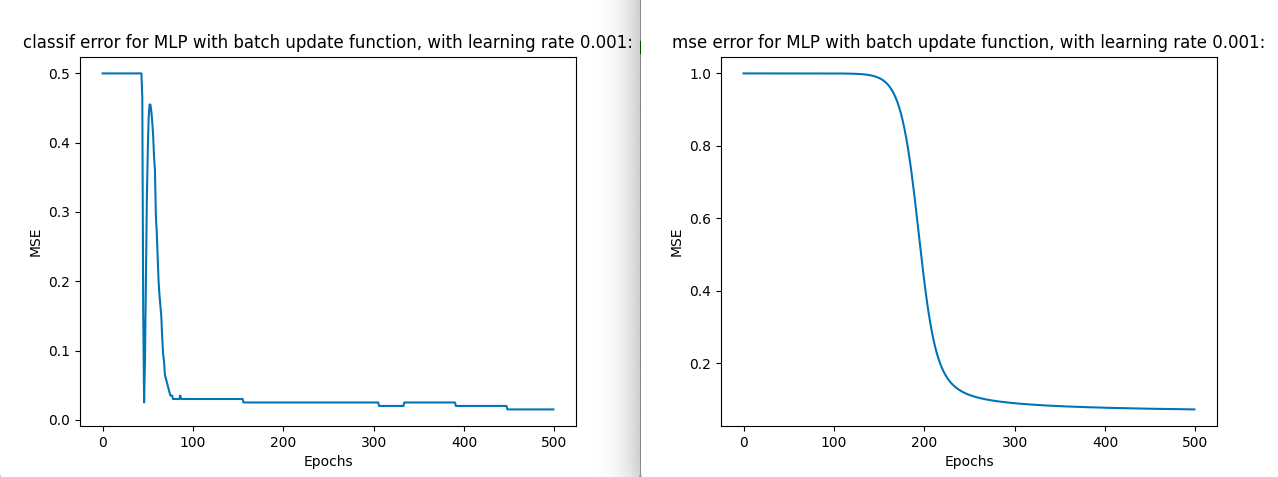 classif error for MLP with batch update function, with learning rate 0.001:
0.5
0.4
0.3
0.2
0.1
0.0
MSE
0 100 200 300 400 500
Epochs
mse error for MLP with batch update function, with learning rate 0.001:
1.0
0.8
0.6
0.4
0.2
MSE
0 100 200 300 400 500
Epochs